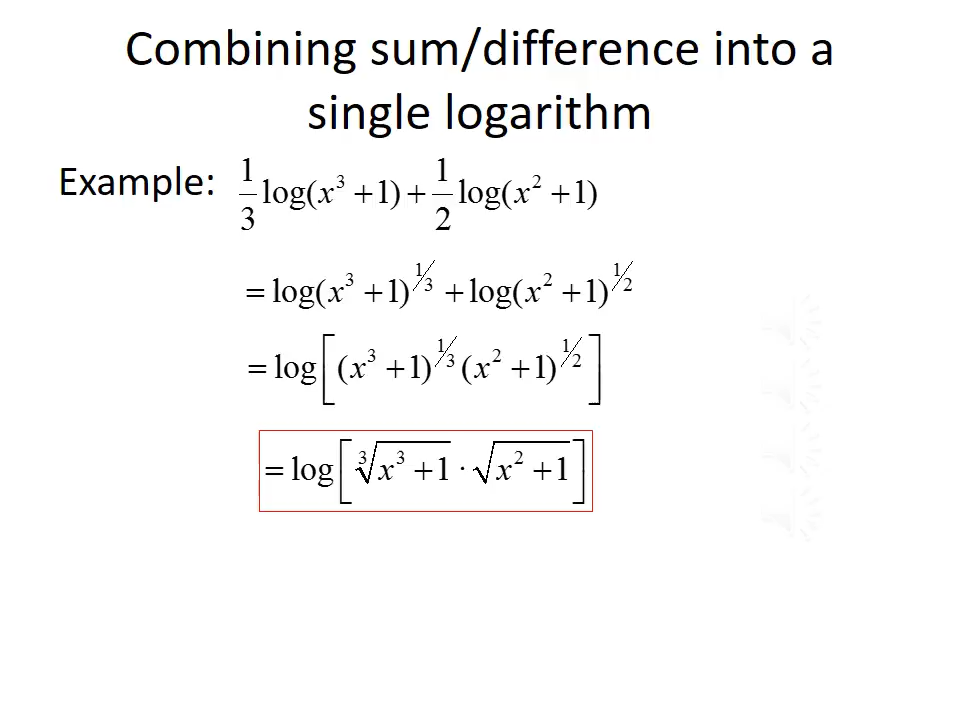 Combining sum/difference into a
single logarithm
Example: 1/3 log(x³ + 1) + 1/2 log(x² + 1)
= log(x³ + 1)^(1/3) + log(x² + 1)^(1/2)
= log[(x³ + 1)^(1/3) (x² + 1)^(1/2)]
= log[∛(x³ + 1) · √(x² + 1)]